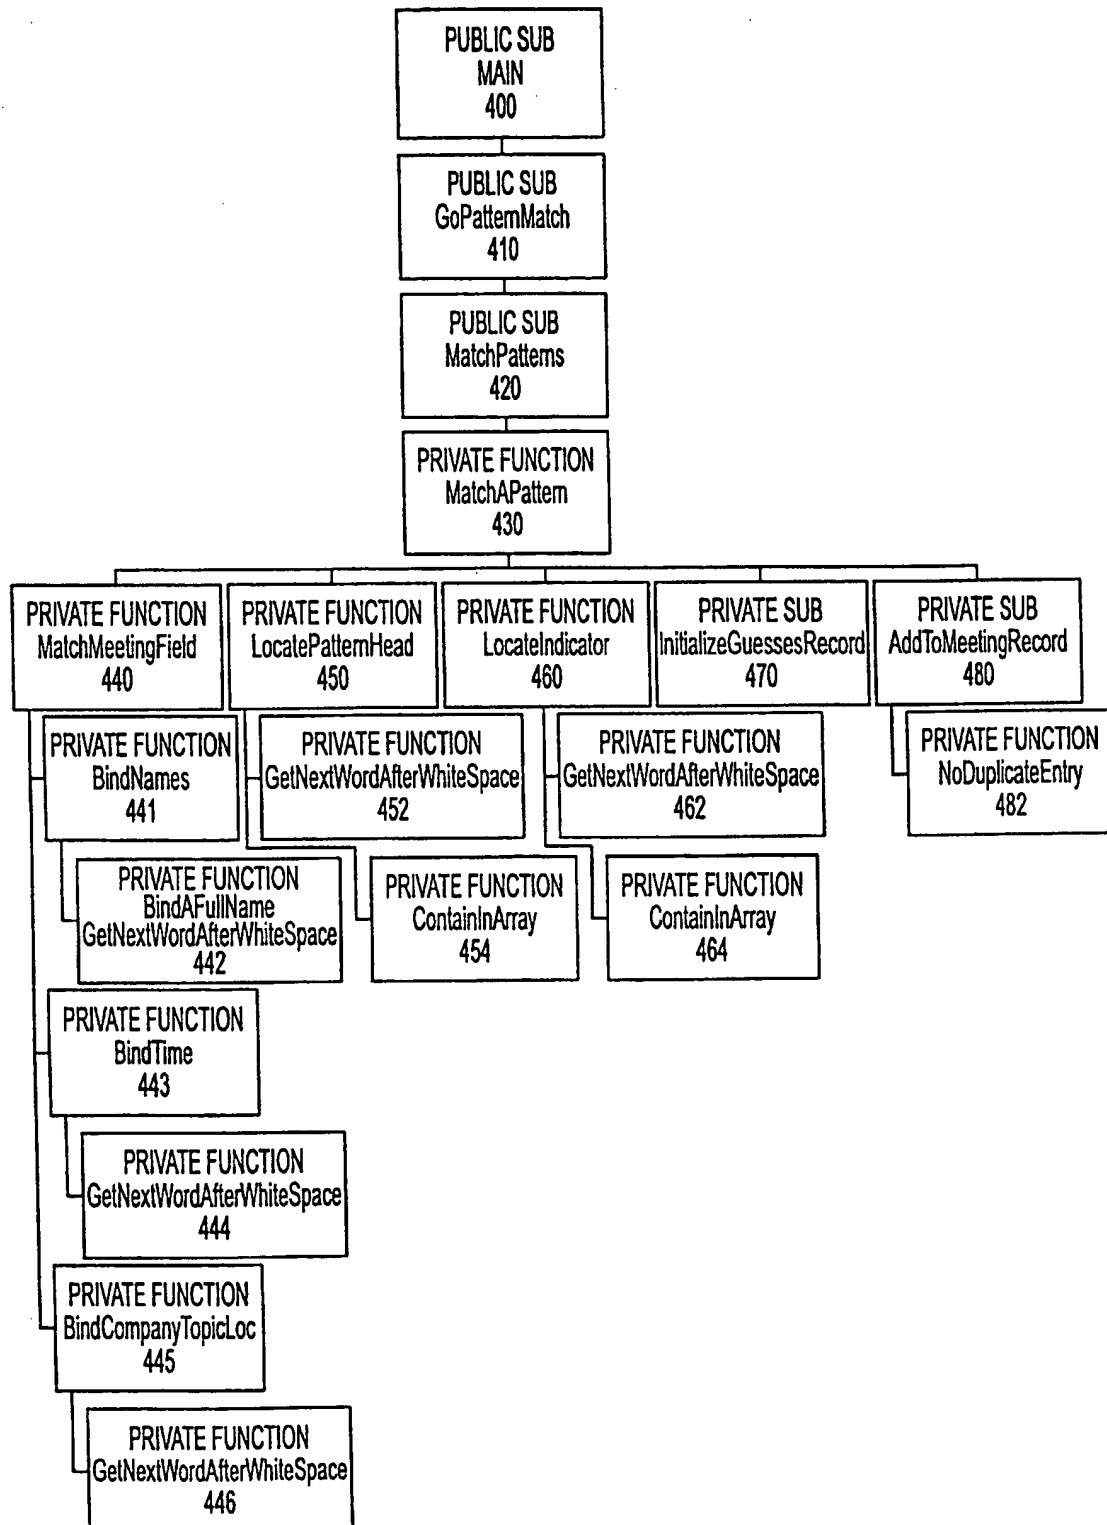 PUBLIC SUB
MAIN
400
PUBLIC SUB
GoPatternMatch
410
PUBLIC SUB
MatchPatterns
420
PRIVATE FUNCTION
MatchAPattern
430
PRIVATE FUNCTION
MatchMeetingField
440
PRIVATE FUNCTION
LocatePatternHead
450
PRIVATE FUNCTION
LocateIndicator
460
PRIVATE SUB
InitializeGuessesRecord
470
PRIVATE SUB
AddToMeetingRecord
480
PRIVATE FUNCTION
BindNames
441
PRIVATE FUNCTION
GetNextWordAfterWhiteSpace
452
PRIVATE FUNCTION
GetNextWordAfterWhiteSpace
462
PRIVATE FUNCTION
NoDuplicateEntry
482
PRIVATE FUNCTION
BindAFullName
GetNextWordAfterWhiteSpace
442
PRIVATE FUNCTION
ContainInArray
454
PRIVATE FUNCTION
ContainInArray
464
PRIVATE FUNCTION
BindTime
443
PRIVATE FUNCTION
GetNextWordAfterWhiteSpace
444
PRIVATE FUNCTION
BindCompanyTopicLoc
445
PRIVATE FUNCTION
GetNextWordAfterWhiteSpace
446